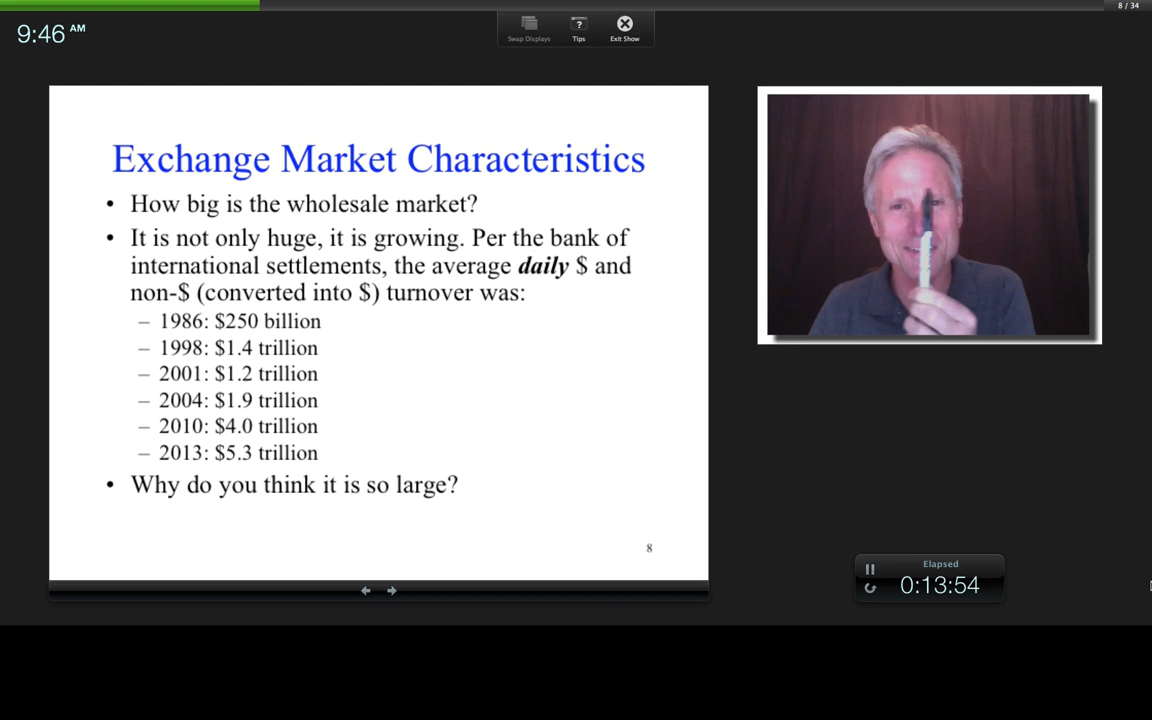 8 / 34
9:46 AM
Swap Displays
Tips
Exit Show
Exchange Market Characteristics
• How big is the wholesale market?
• It is not only huge, it is growing. Per the bank of
international settlements, the average daily $ and
non-$ (converted into $) turnover was:
– 1986: $250 billion
– 1998: $1.4 trillion
– 2001: $1.2 trillion
– 2004: $1.9 trillion
– 2010: $4.0 trillion
– 2013: $5.3 trillion
• Why do you think it is so large?
8
Elapsed
0:13:54